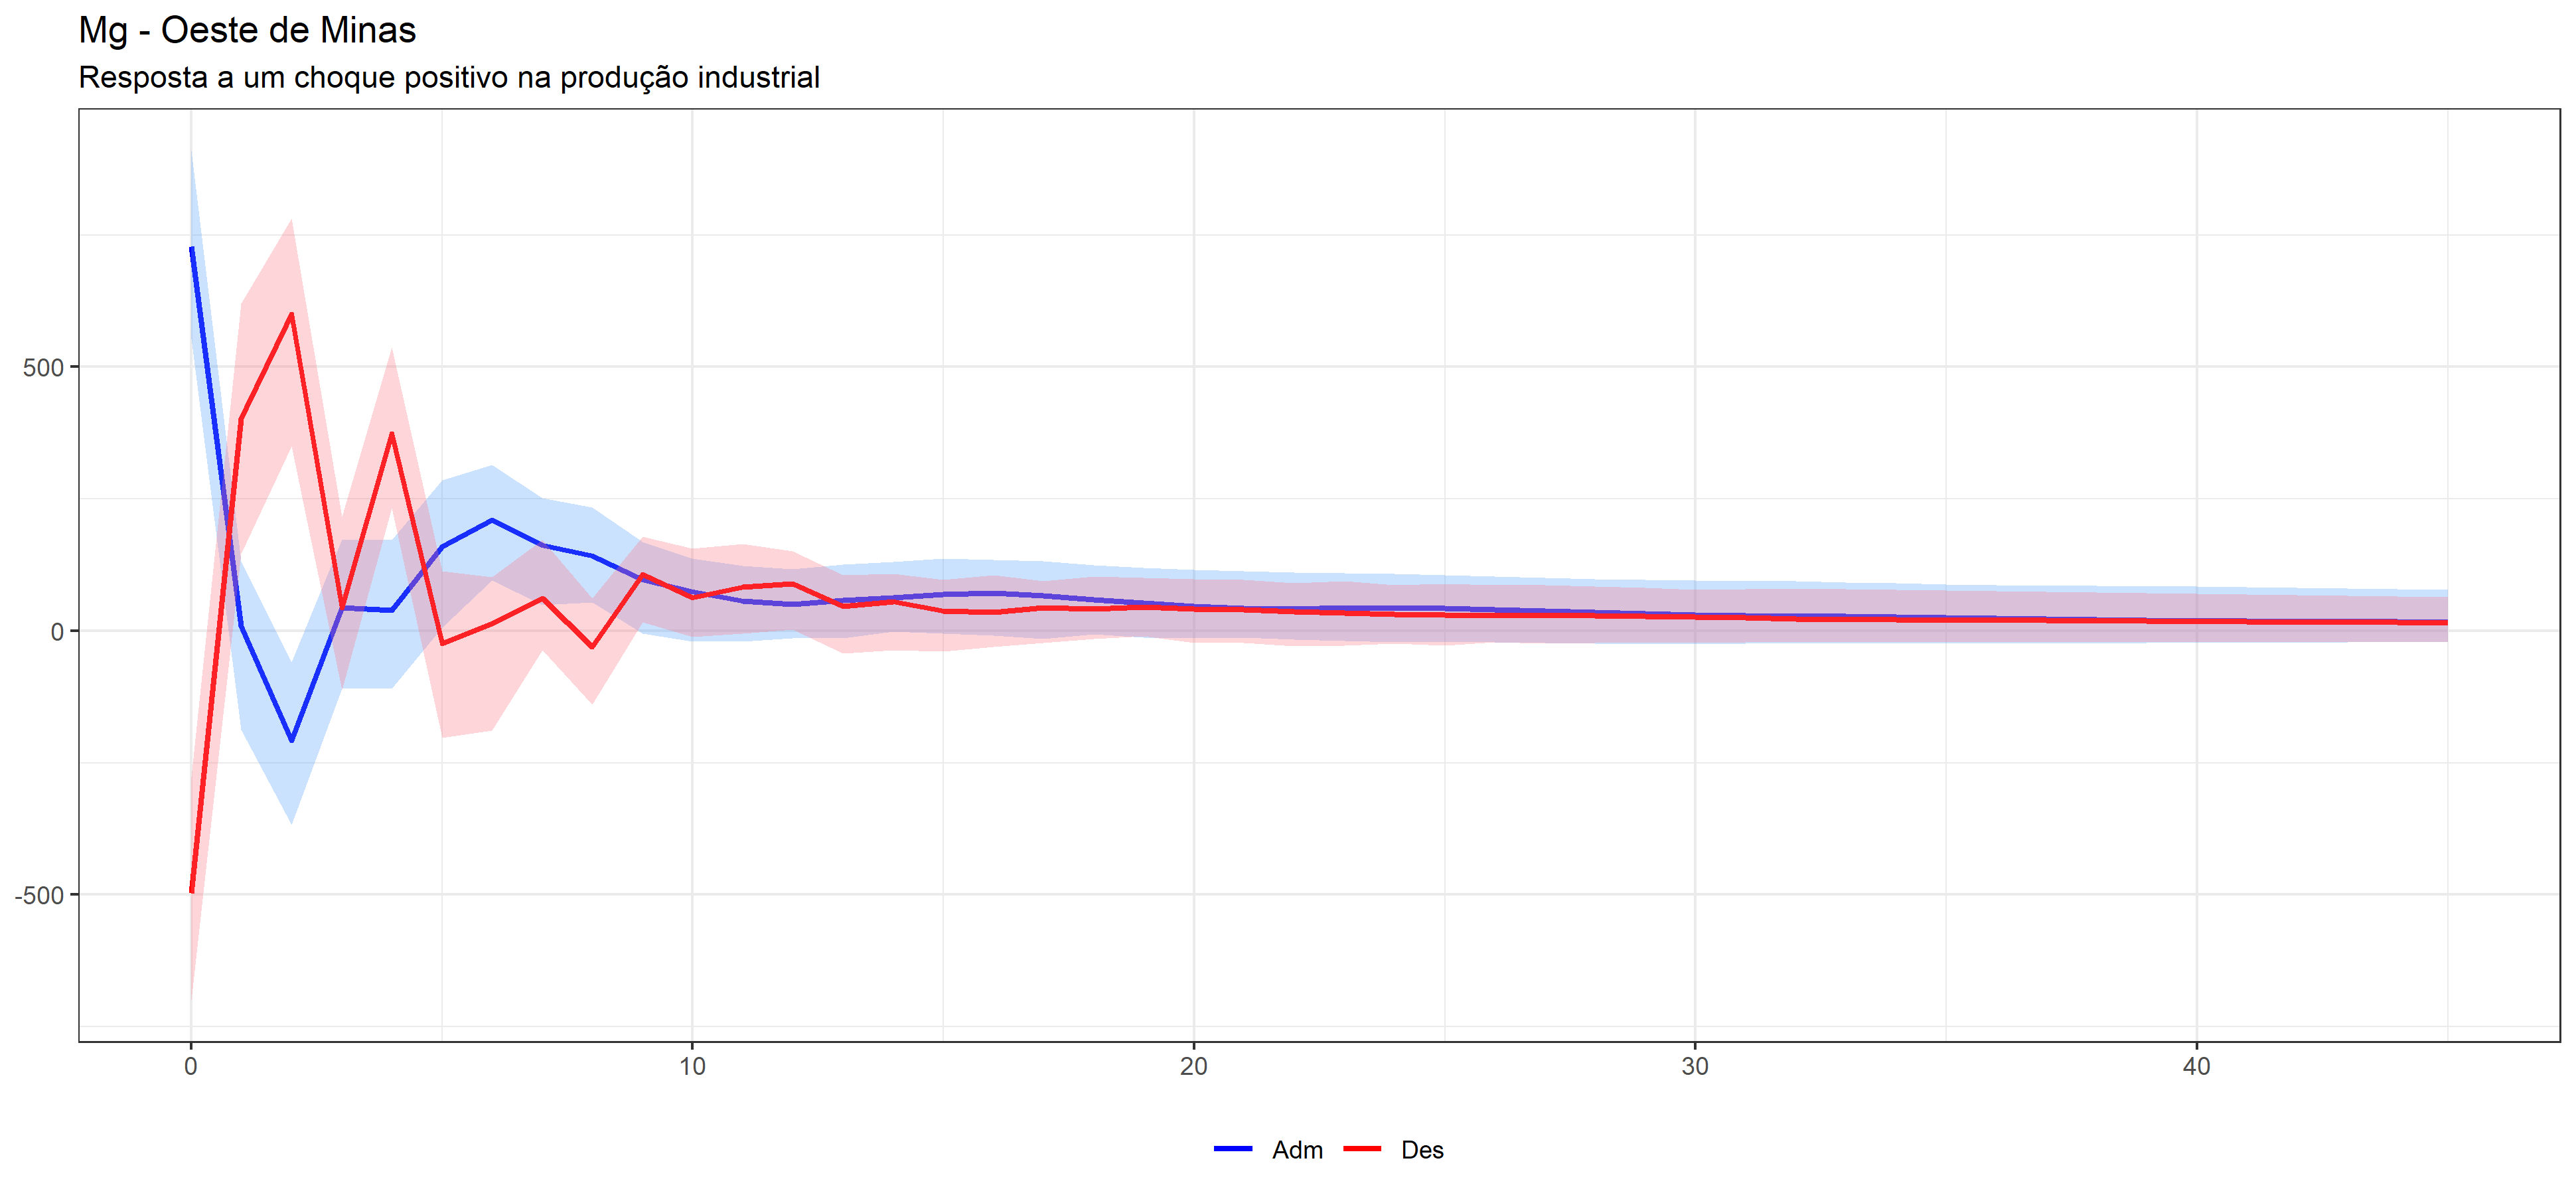 Mg - Oeste de Minas
Resposta a um choque positivo na produção industrial
500
0
-500
0 10 20 30 40
Adm Des